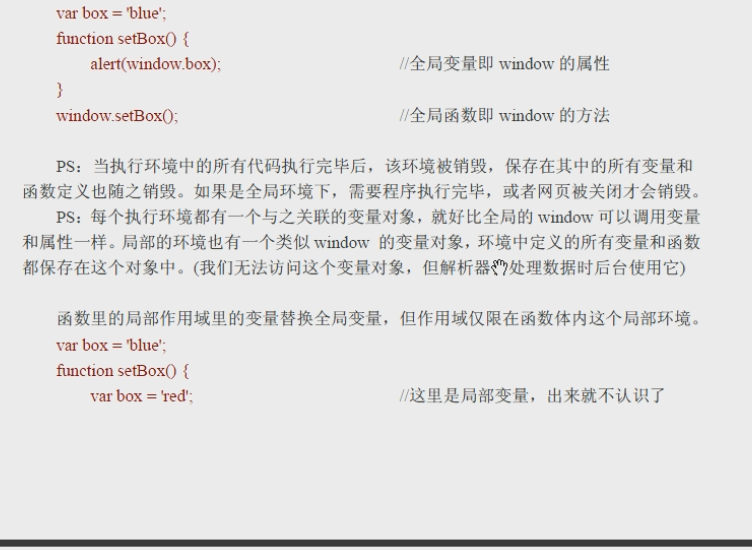 var box = 'blue';
function setBox() {
alert(window.box); //全局变量即 window 的属性
}
window.setBox(); //全局函数即 window 的方法
PS：当执行环境中的所有代码执行完毕后，该环境被销毁，保存在其中的所有变量和
函数定义也随之销毁。如果是全局环境下，需要程序执行完毕，或者网页被关闭才会销毁。
PS：每个执行环境都有一个与之关联的变量对象，就好比全局的 window 可以调用变量
和属性一样。局部的环境也有一个类似 window 的变量对象，环境中定义的所有变量和函数
都保存在这个对象中。(我们无法访问这个变量对象，但解析器处理数据时后台使用它)
函数里的局部作用域里的变量替换全局变量，但作用域仅限在函数体内这个局部环境。
var box = 'blue';
function setBox() {
var box = 'red'; //这里是局部变量，出来就不认识了